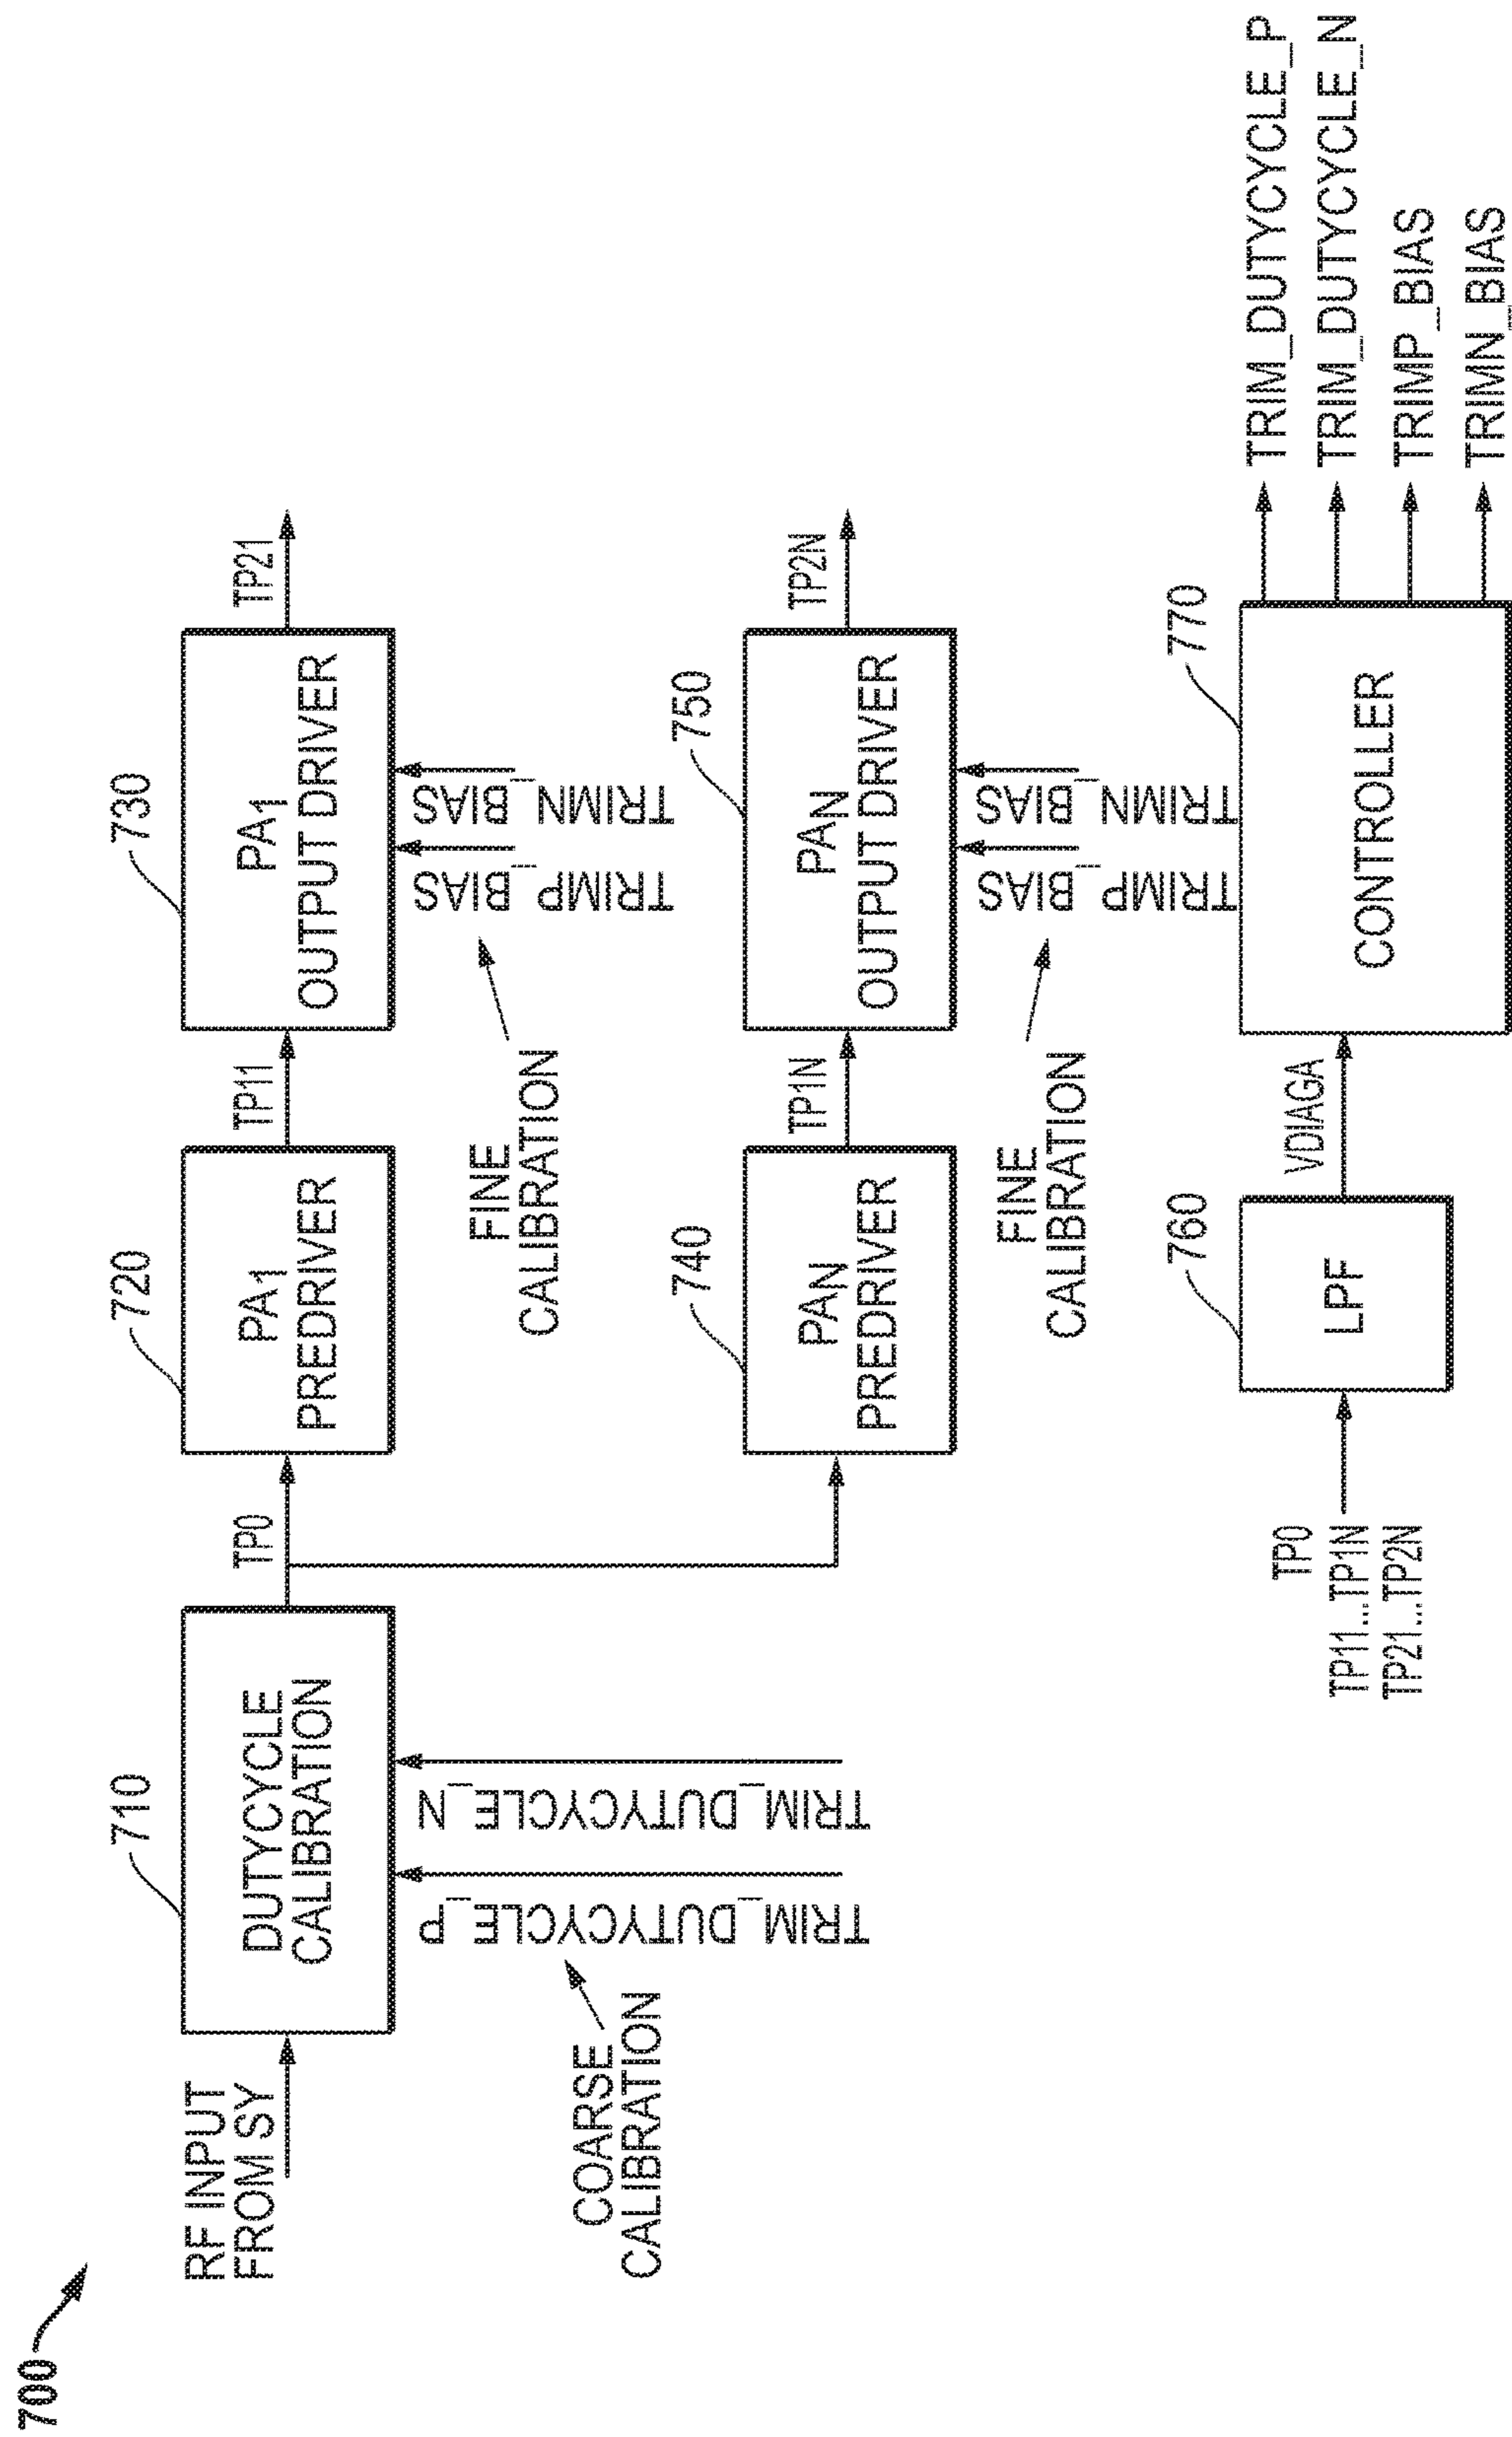 700
RF INPUT
FROM SY
710
DUTYCYCLE
CALIBRATION
COARSE
CALIBRATION
TRIM_DUTYCYCLE_P
TRIM_DUTYCYCLE_N
TP0
720
PA1
PREDRIVER
TP11
730
PA1
OUTPUT DRIVER
TP21
FINE
CALIBRATION
TRIMP_BIAS
TRIMN_BIAS
740
PAN
PREDRIVER
TP1N
750
PAN
OUTPUT DRIVER
TP2N
FINE
CALIBRATION
TRIMP_BIAS
TRIMN_BIAS
TP0
TP11...TP1N
TP21...TP2N
760
LPF
VDIAGA
770
CONTROLLER
TRIM_DUTYCYCLE_P
TRIM_DUTYCYCLE_N
TRIMP_BIAS
TRIMN_BIAS